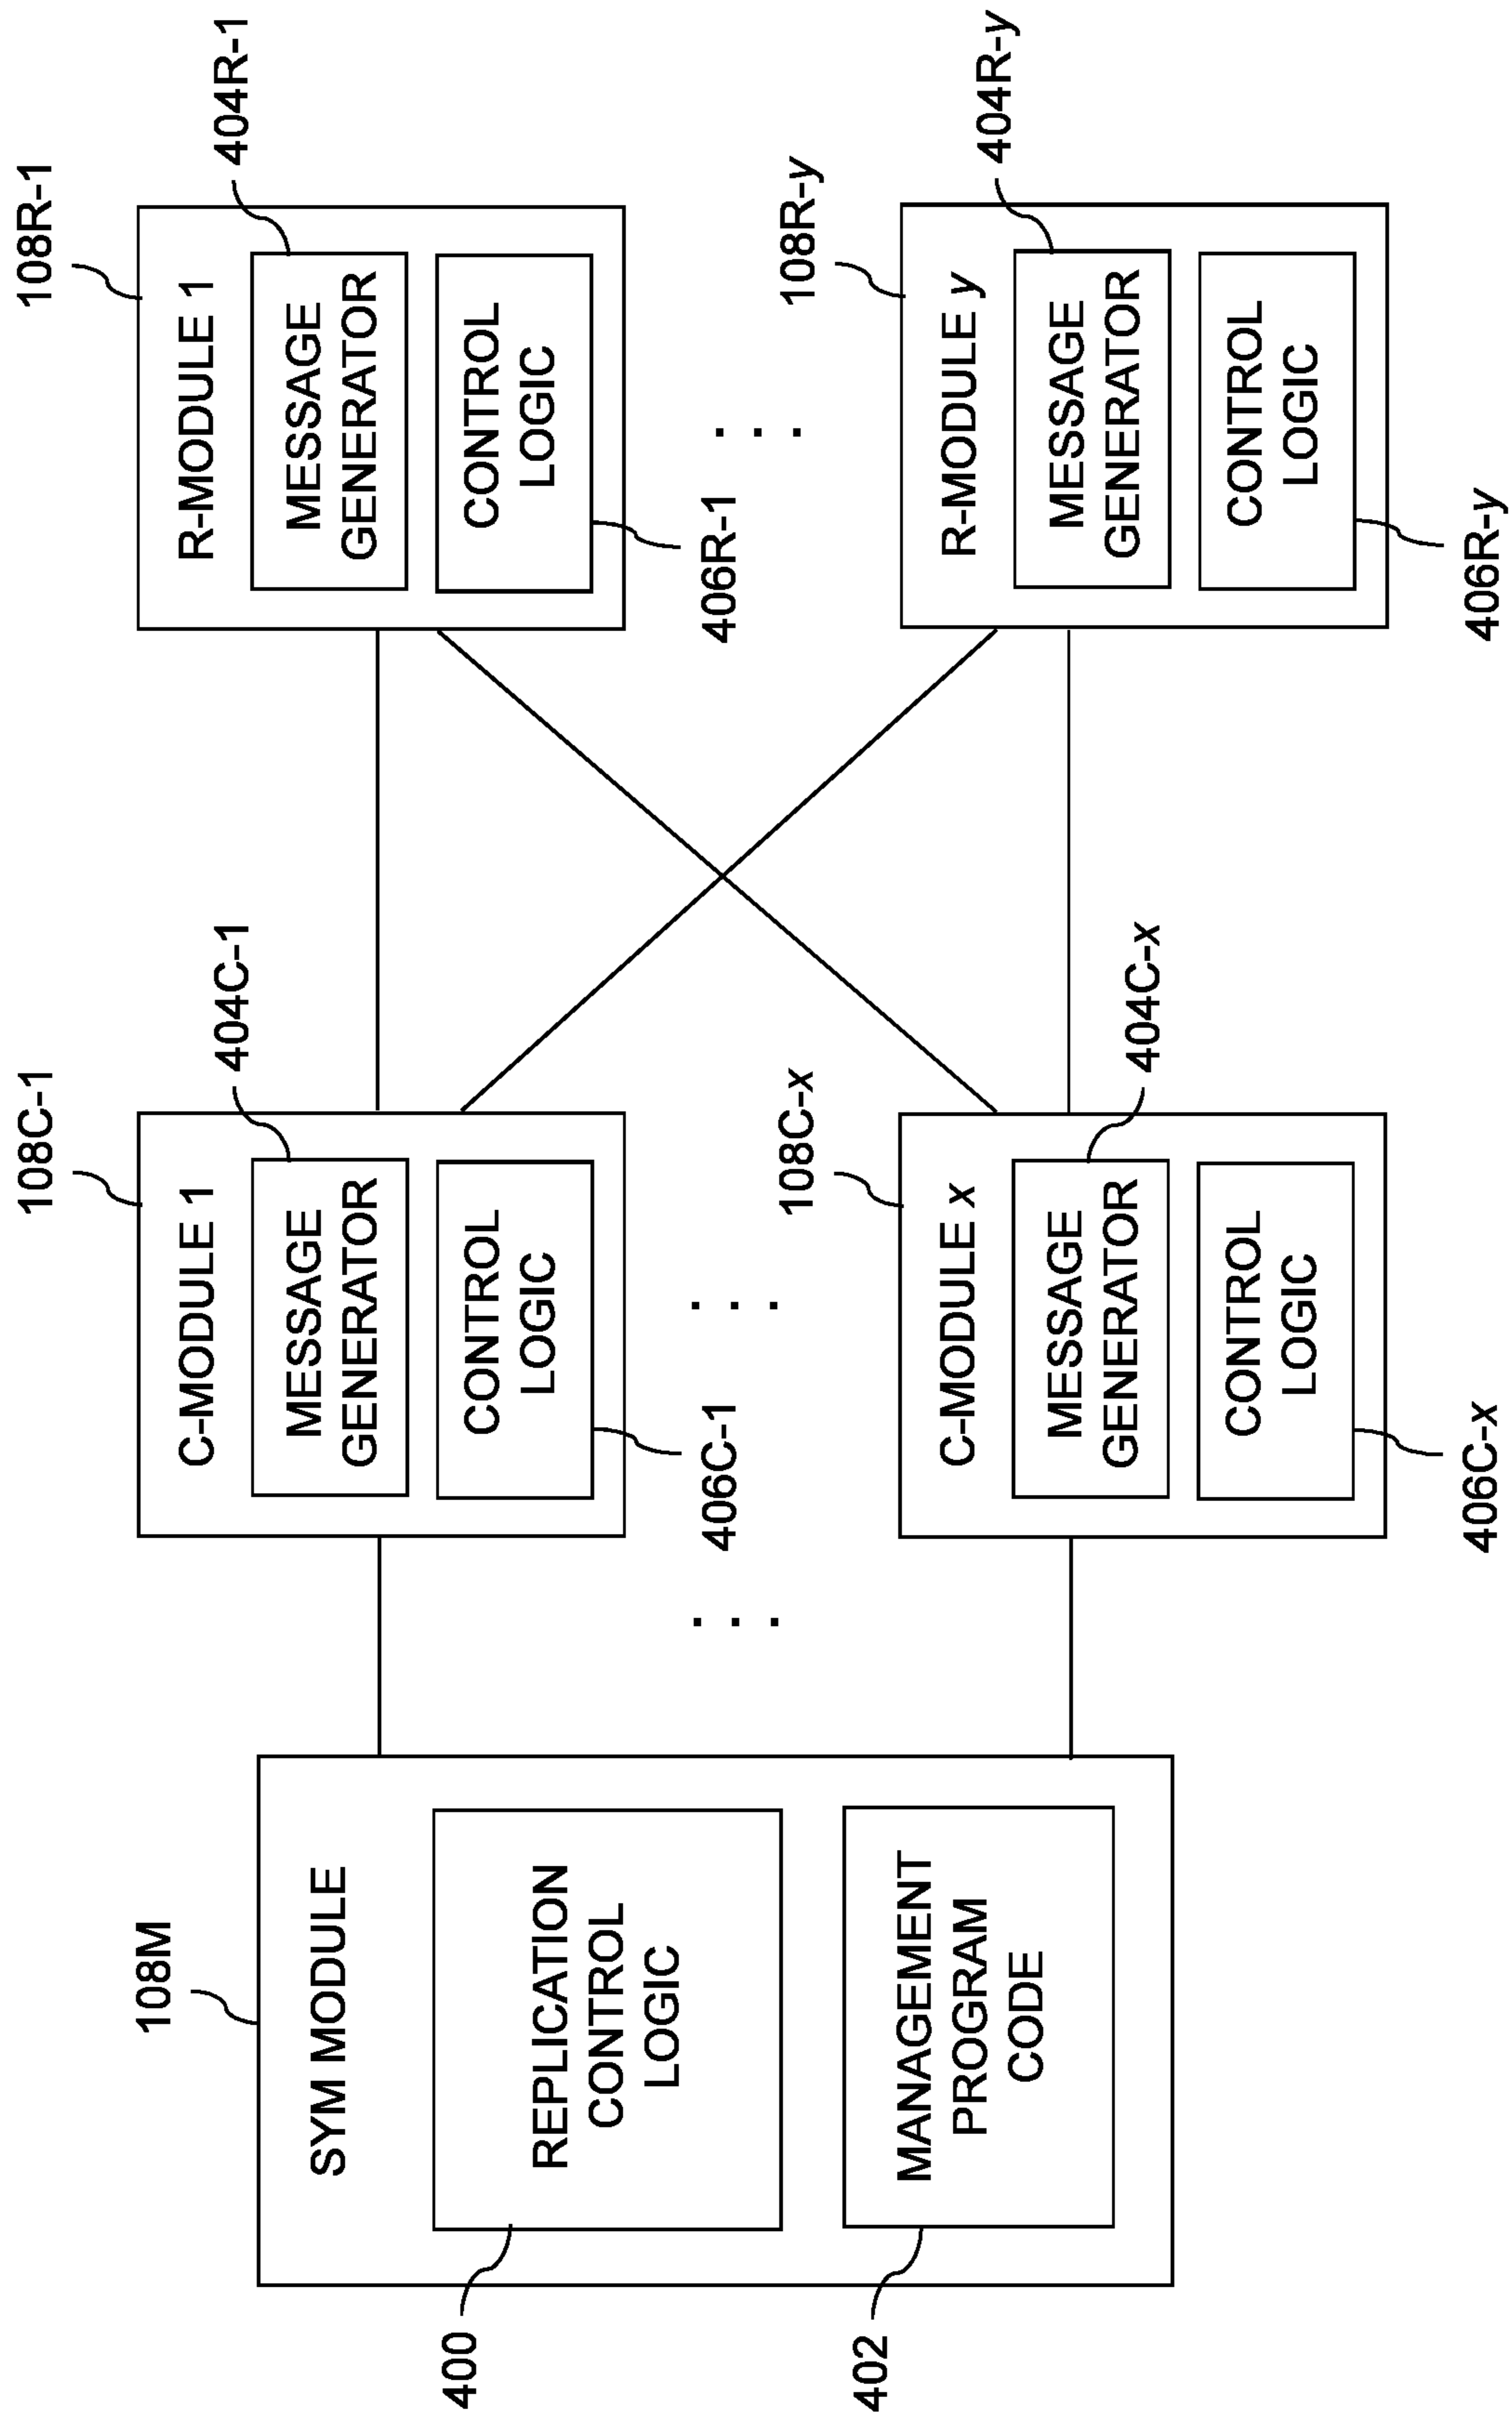 108M
SYM MODULE
REPLICATION
CONTROL
LOGIC
400
MANAGEMENT
PROGRAM
CODE
402
. . .
108C-1
C-MODULE 1
404C-1
MESSAGE
GENERATOR
CONTROL
LOGIC
406C-1
. . .
108C-x
C-MODULE x
404C-x
MESSAGE
GENERATOR
CONTROL
LOGIC
406C-x
108R-1
R-MODULE 1
404R-1
MESSAGE
GENERATOR
CONTROL
LOGIC
406R-1
. . .
108R-y
R-MODULE y
404R-y
MESSAGE
GENERATOR
CONTROL
LOGIC
406R-y